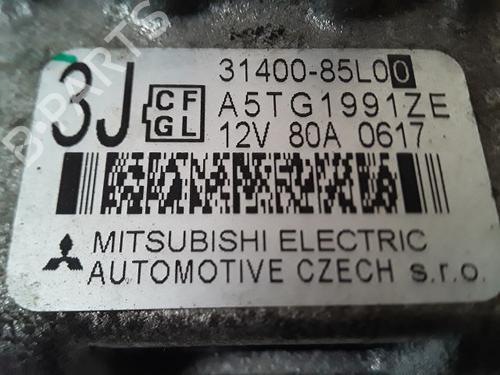 3J
CF
GL
31400-85L00
A5TG1991ZE
12V 80A 0617
MITSUBISHI ELECTRIC
AUTOMOTIVE CZECH s.r.o.
B-PARTS